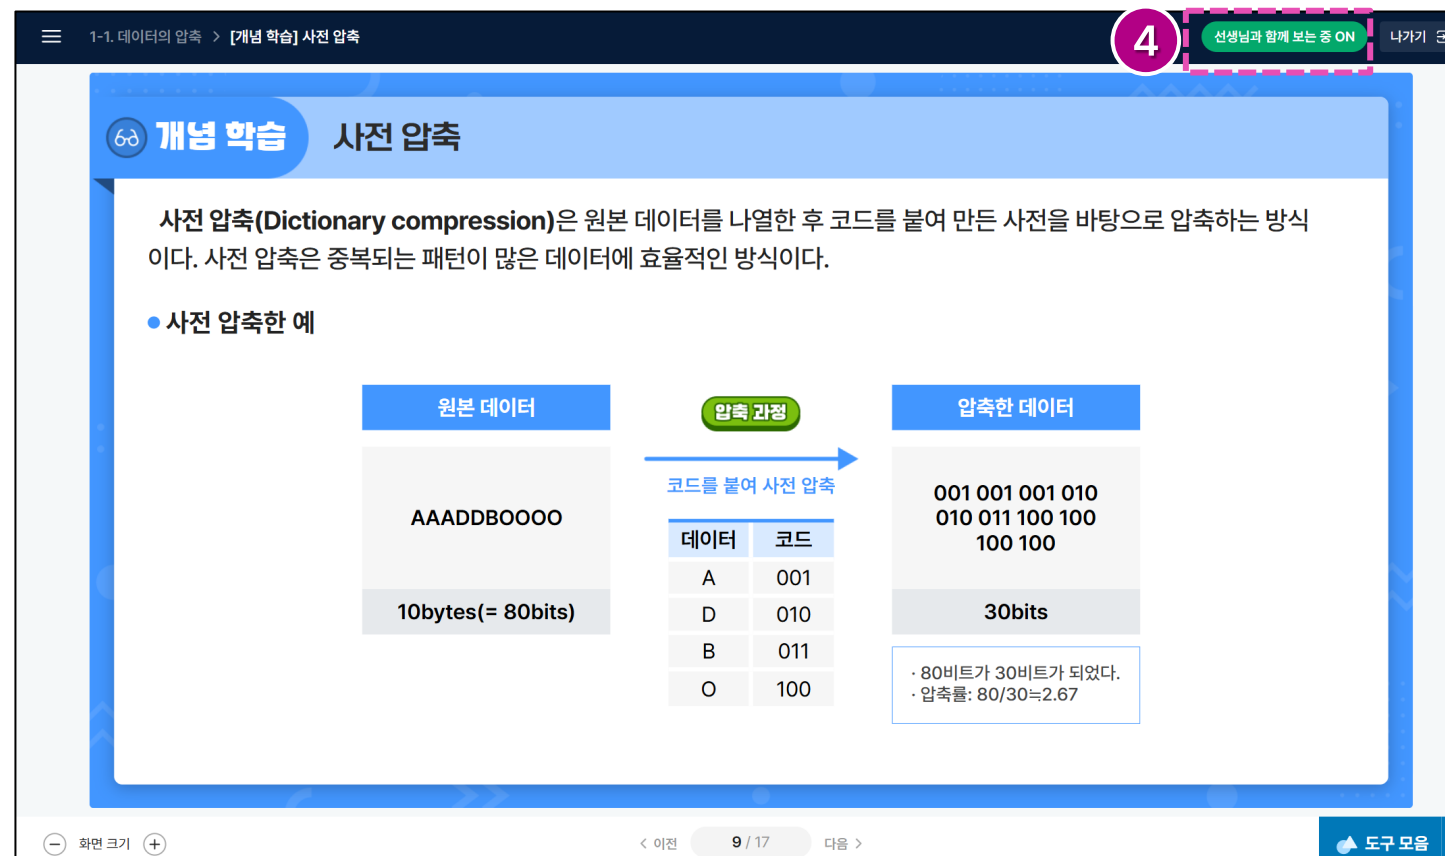 1-1. 데이터의 압축 > [개념 학습] 사전 압축
4
선생님과 함께 보는 중 ON
나가기
개념 학습
사전 압축
사전 압축(Dictionary compression)은 원본 데이터를 나열한 후 코드를 붙여 만든 사전을 바탕으로 압축하는 방식
이다. 사전 압축은 중복되는 패턴이 많은 데이터에 효율적인 방식이다.
• 사전 압축한 예
원본 데이터
AAADDBOOOO
10bytes(= 80bits)
압축 과정
코드를 붙여 사전 압축
데이터 코드
A 001
D 010
B 011
O 100
압축한 데이터
001 001 001 010
010 011 100 100
100 100
30bits
· 80비트가 30비트가 되었다.
· 압축률: 80/30≒2.67
화면 크기
< 이전 9 / 17 다음 >
도구 모음